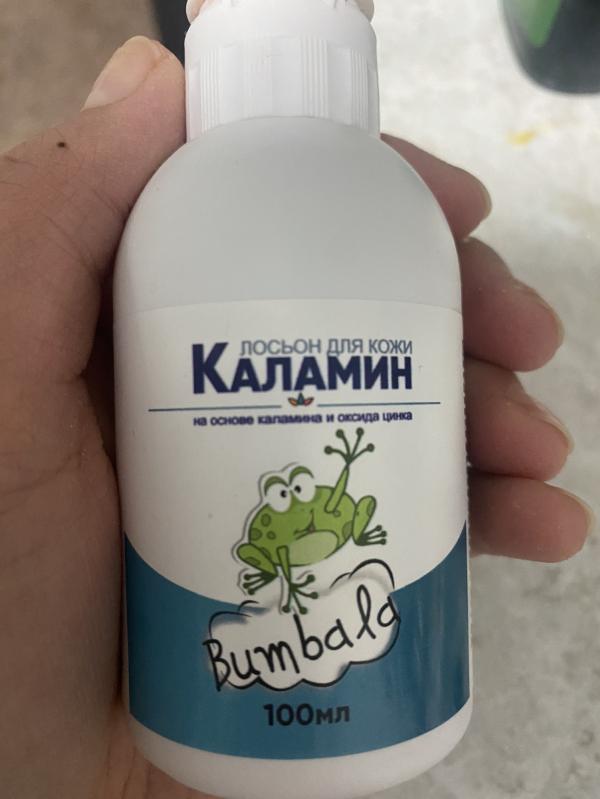 ЛОСЬОН ДЛЯ КОЖИ
КАЛАМИН
на основе каламина и оксида цинка
Bumbala
100мл